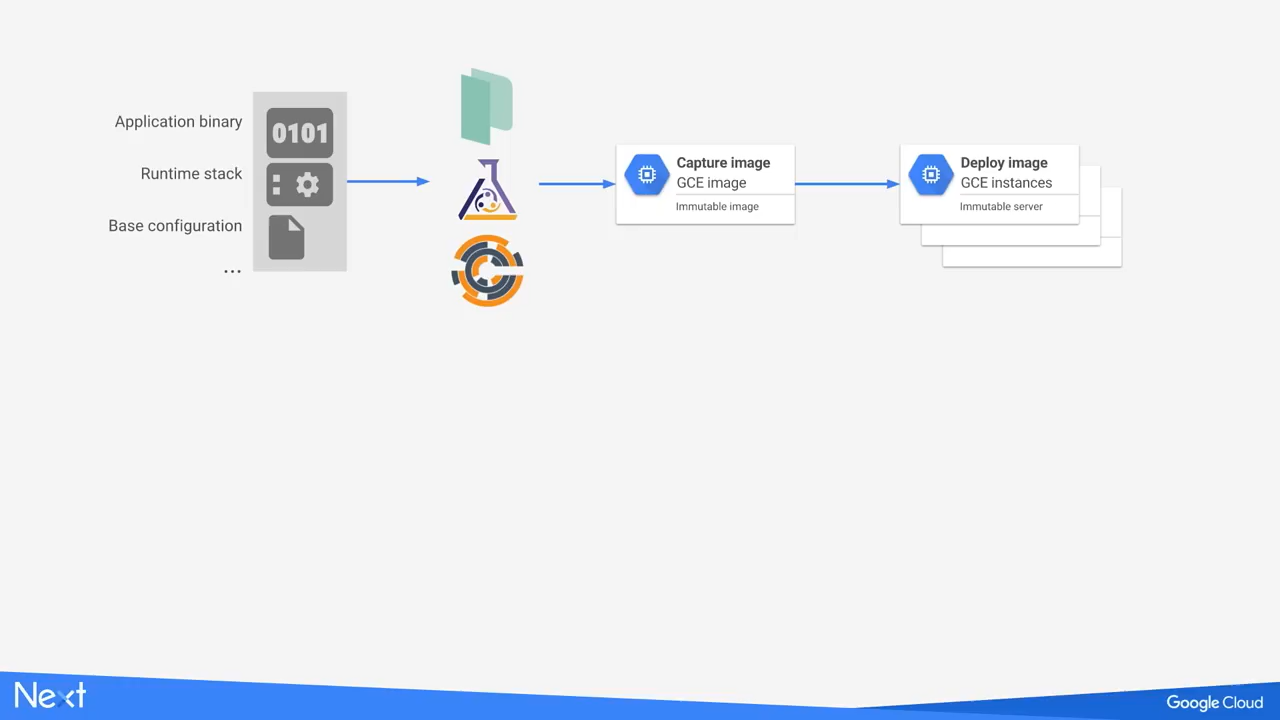 Application binary
0101
Runtime stack
Base configuration
...
Capture image
GCE image
Immutable image
Deploy image
GCE instances
Immutable server
Next
Google Cloud